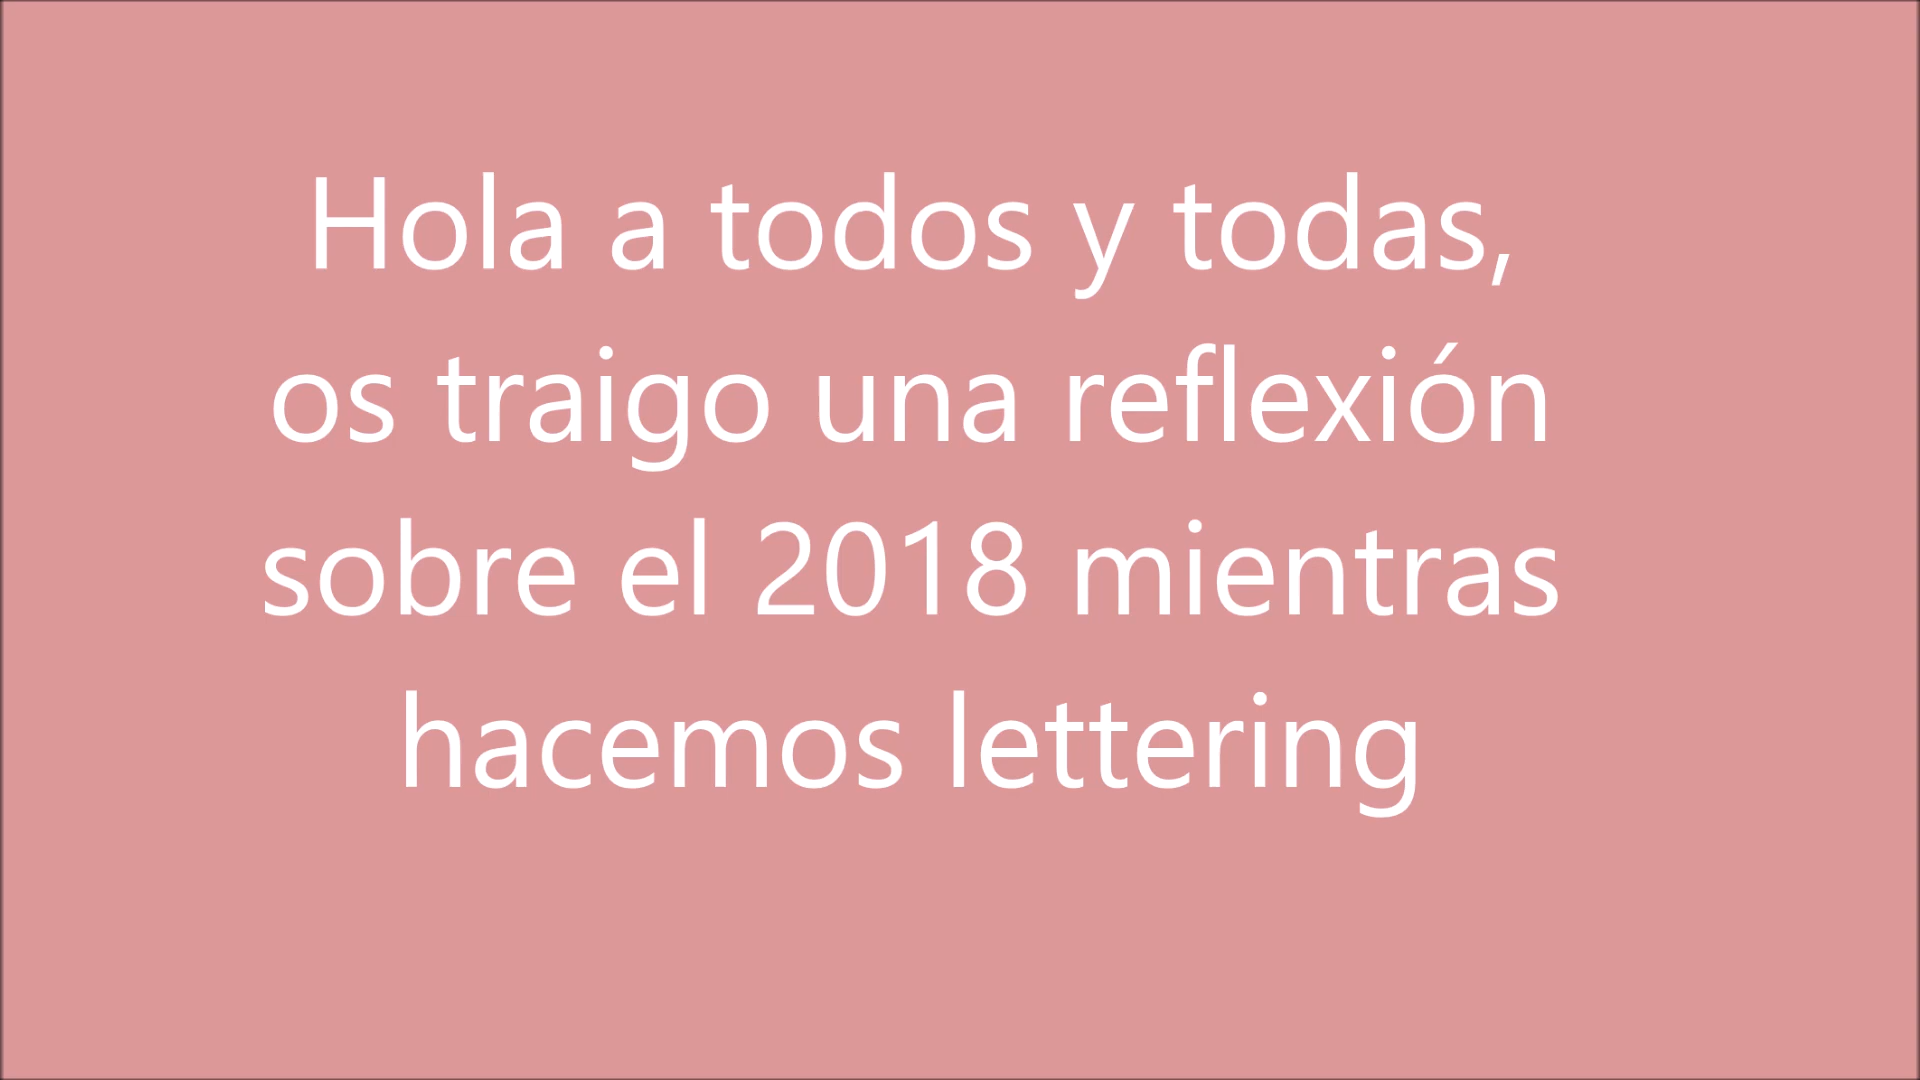 Hola a todos y todas,
os traigo una reflexión
sobre el 2018 mientras
hacemos lettering